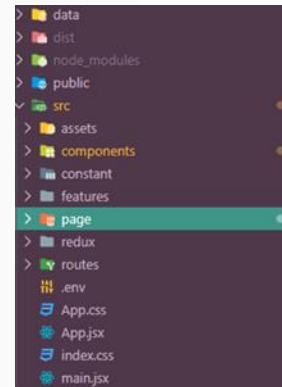 data
dist
node_modules
public
src
assets
components
constant
features
page
redux
routes
.env
App.css
App.jsx
index.css
main.jsx